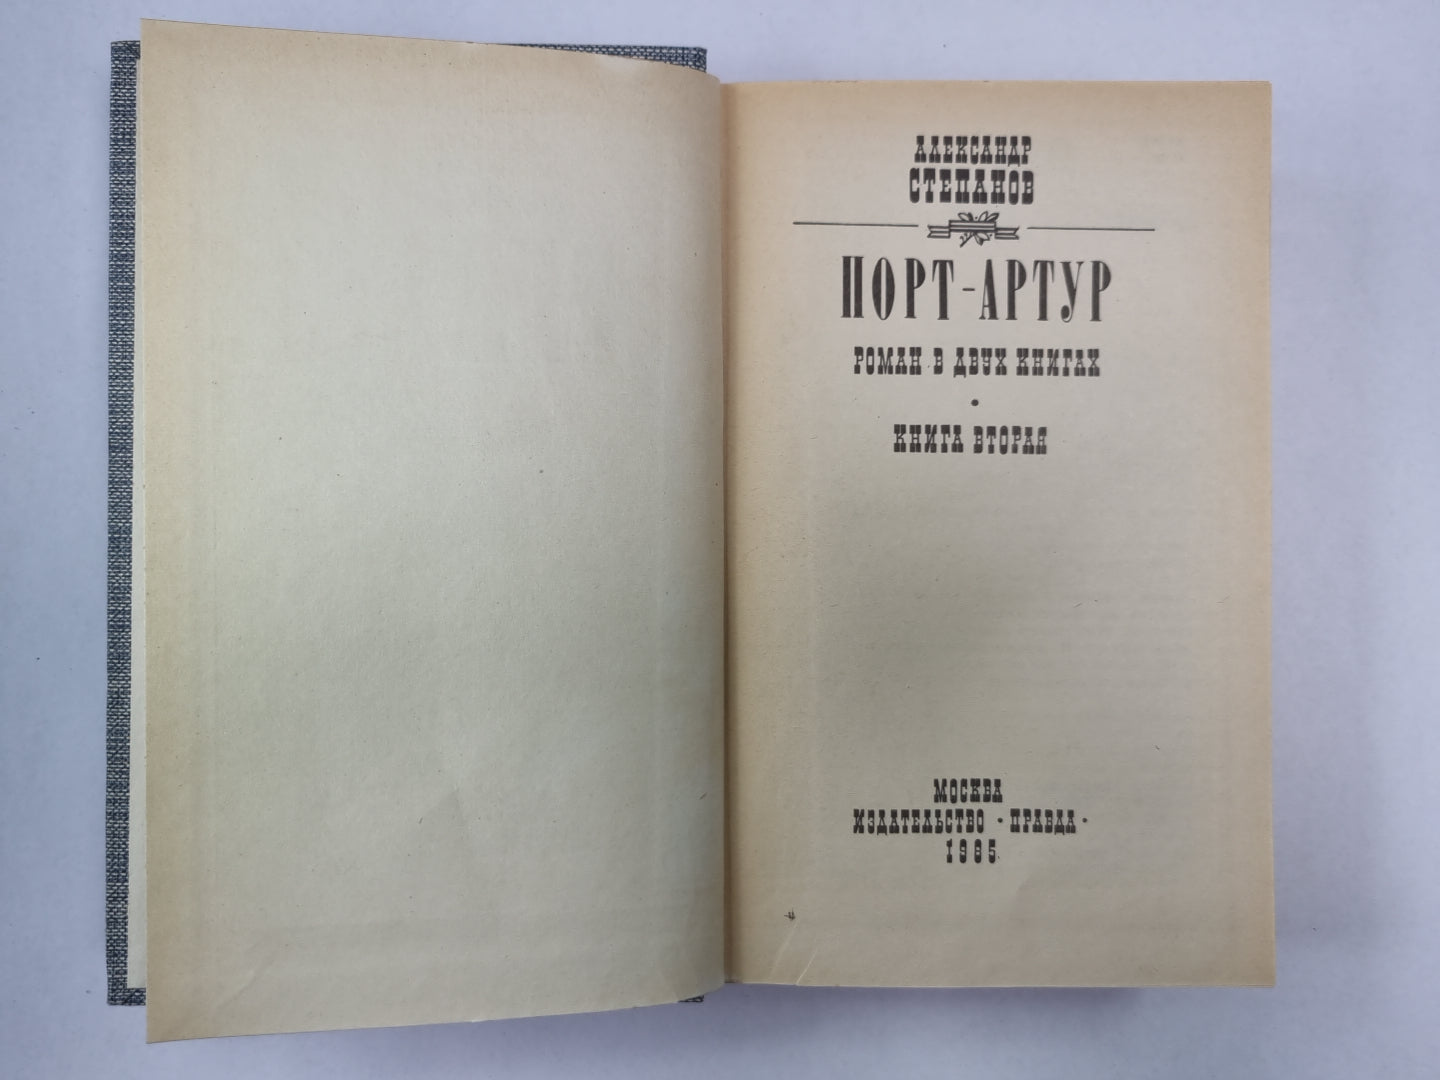 АЛЕКСАНДР
СТЕПАНОВ
ПОРТ-АРТУР
РОМАН В ДВУХ КНИГАХ
•
КНИГА ВТОРАЯ
МОСКВА
ИЗДАТЕЛЬСТВО •ПРАВДА•
1985